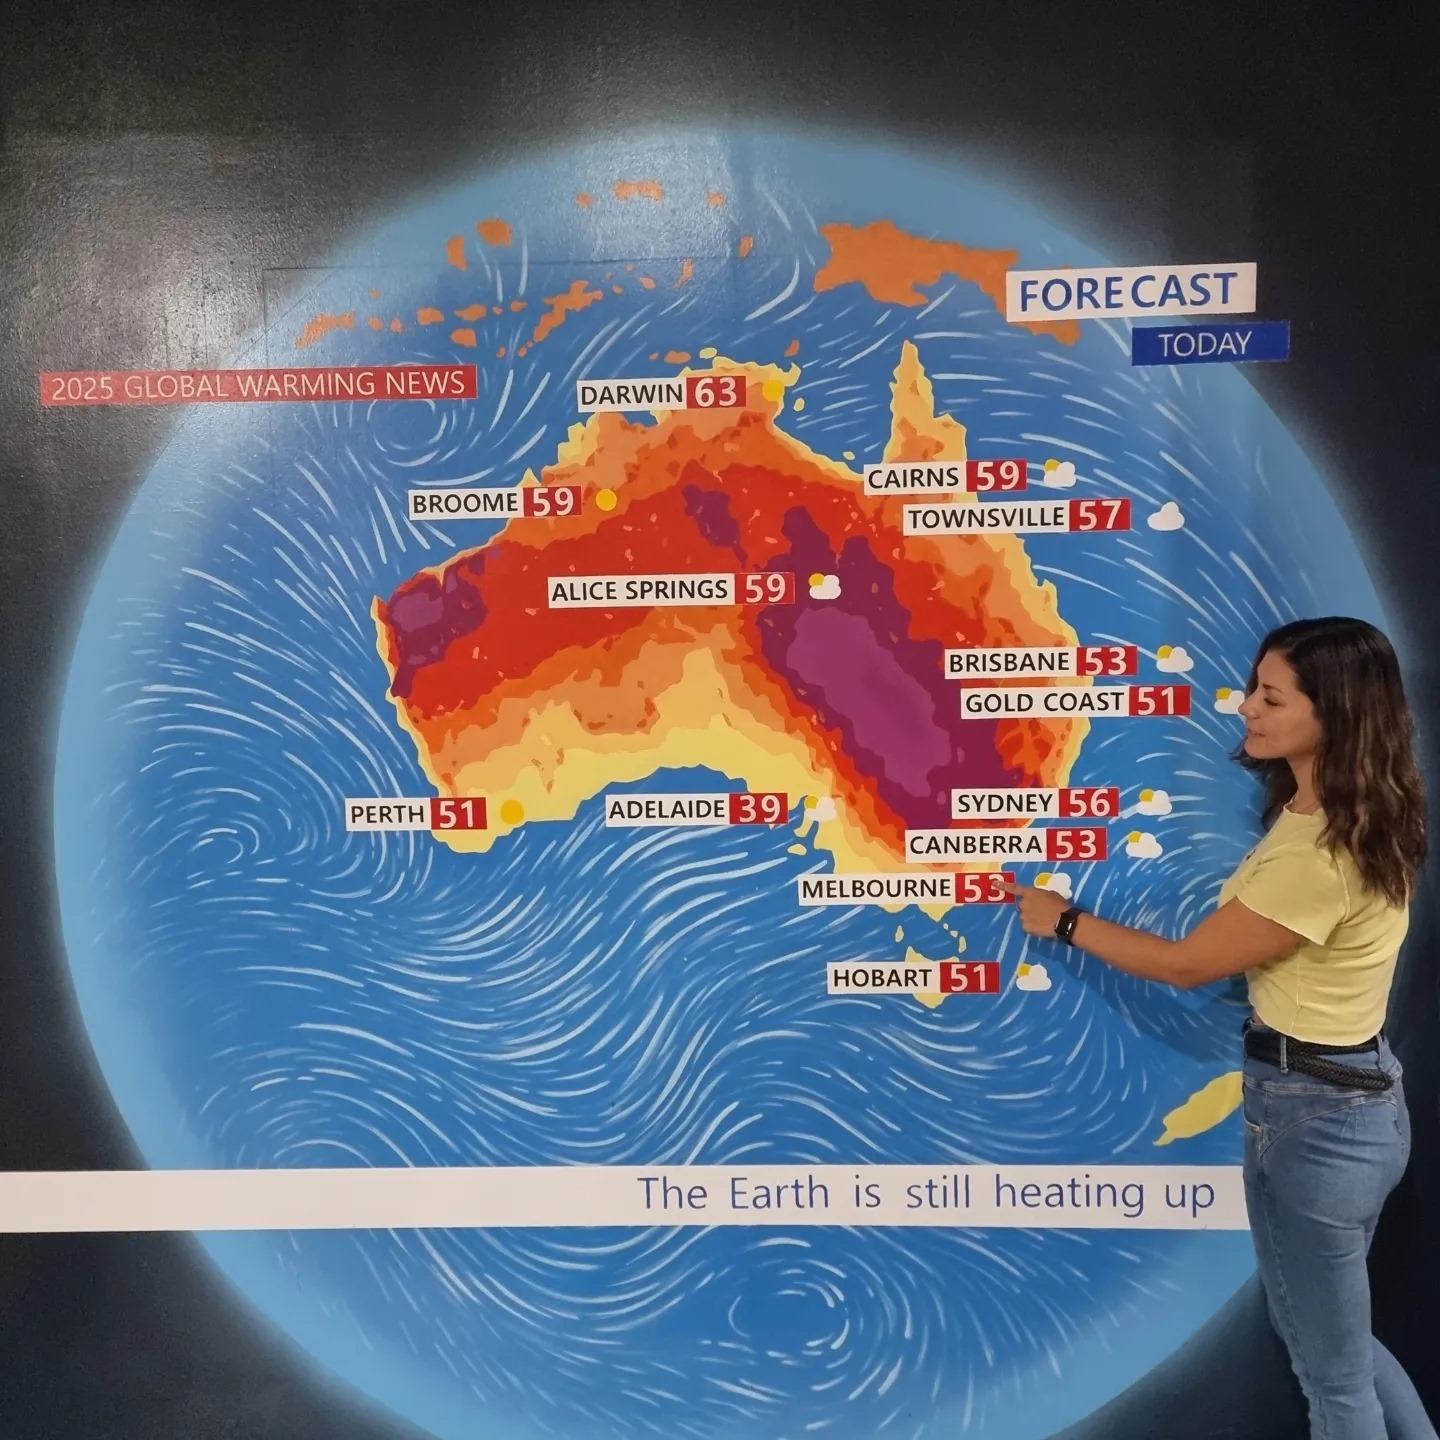 FORECAST
TODAY
2025 GLOBAL WARMING NEWS
DARWIN 63
CAIRNS 59
BROOME 59
TOWNSVILLE 57
ALICE SPRINGS 59
BRISBANE 53
GOLD COAST 51
SYDNEY 56
PERTH 51
ADELAIDE 39
CANBERRA 53
MELBOURNE 53
HOBART 51
The Earth is still heating up